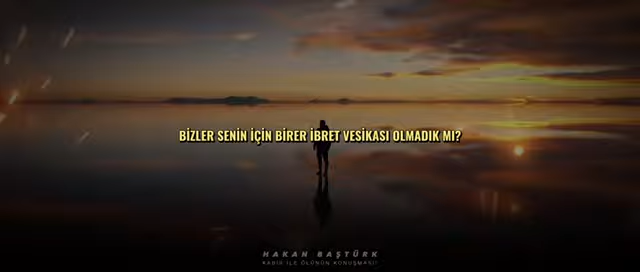 BİZLER SENİN İÇİN BİRER İBRET VESİKASI OLMADIK MI?
HAKAN BAŞTÜRK
KABİR İLE ÖLÜNÜN KONUŞMASI!